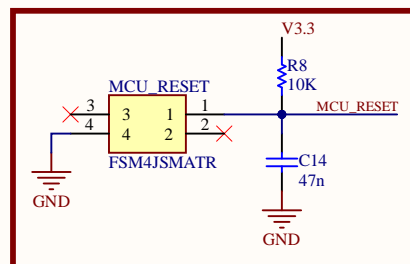 V3.3
R8
10K
MCU_RESET
MCU_RESET
3 3 1 1
4 4 2 2
FSM4JSMATR
C14
47n
GND
GND